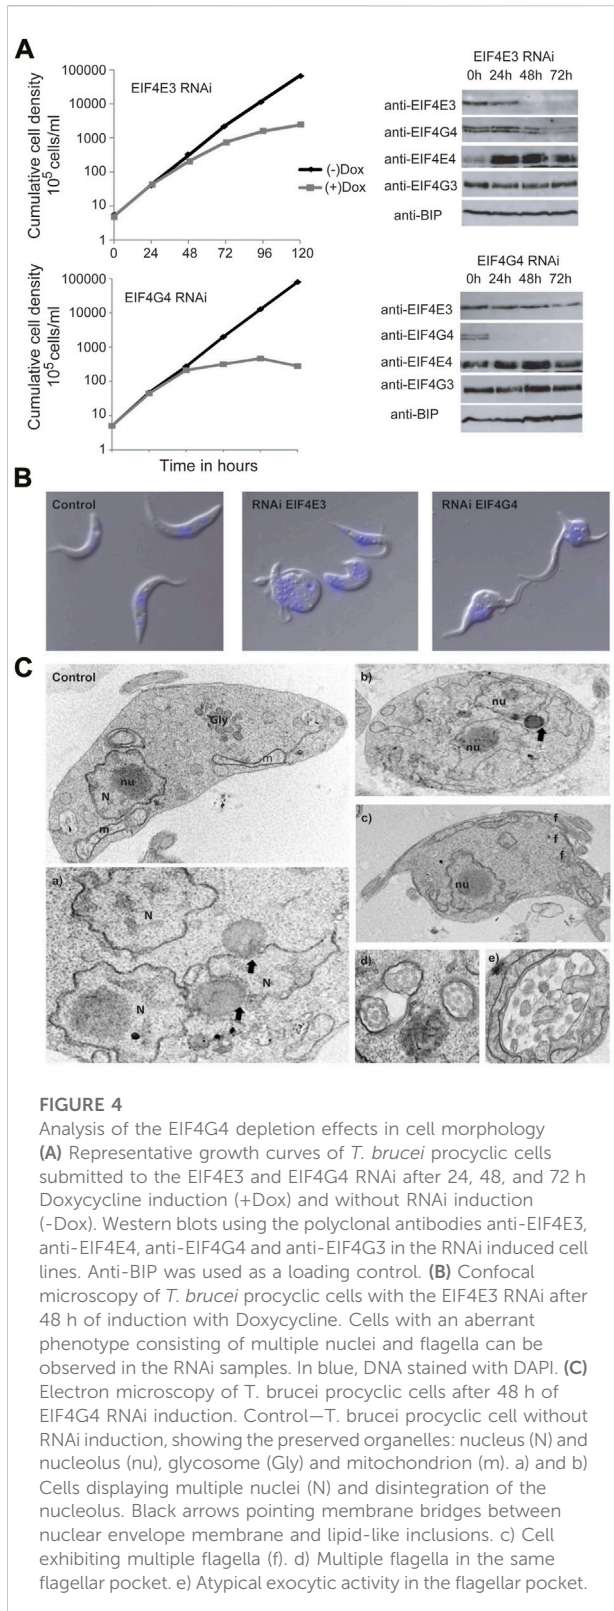 A
EIF4E3 RNAi
Cumulative cell density
10⁵ cells/ml
100000
10000
1000
100
10
1
0 24 48 72 96 120
(-)Dox
(+)Dox
EIF4E3 RNAi
0h 24h 48h 72h
anti-EIF4E3
anti-EIF4G4
anti-EIF4E4
anti-EIF4G3
anti-BIP
EIF4G4 RNAi
Cumulative cell density
10⁵ cells/ml
100000
10000
1000
100
10
1
Time in hours
EIF4G4 RNAi
0h 24h 48h 72h
anti-EIF4E3
anti-EIF4G4
anti-EIF4E4
anti-EIF4G3
anti-BIP
B
Control
RNAi EIF4E3
RNAi EIF4G4
C
Control
Gly
m
nu
N
m
a)
N
N
N
b)
nu
nu
c)
f
f
f
nu
d)
e)
FIGURE 4
Analysis of the EIF4G4 depletion effects in cell morphology
(A) Representative growth curves of T. brucei procyclic cells
submitted to the EIF4E3 and EIF4G4 RNAi after 24, 48, and 72 h
Doxycycline induction (+Dox) and without RNAi induction
(-Dox). Western blots using the polyclonal antibodies anti-EIF4E3,
anti-EIF4E4, anti-EIF4G4 and anti-EIF4G3 in the RNAi induced cell
lines. Anti-BIP was used as a loading control. (B) Confocal
microscopy of T. brucei procyclic cells with the EIF4E3 RNAi after
48 h of induction with Doxycycline. Cells with an aberrant
phenotype consisting of multiple nuclei and flagella can be
observed in the RNAi samples. In blue, DNA stained with DAPI. (C)
Electron microscopy of T. brucei procyclic cells after 48 h of
EIF4G4 RNAi induction. Control—T. brucei procyclic cell without
RNAi induction, showing the preserved organelles: nucleus (N) and
nucleolus (nu), glycosome (Gly) and mitochondrion (m). a) and b)
Cells displaying multiple nuclei (N) and disintegration of the
nucleolus. Black arrows pointing membrane bridges between
nuclear envelope membrane and lipid-like inclusions. c) Cell
exhibiting multiple flagella (f). d) Multiple flagella in the same
flagellar pocket. e) Atypical exocytic activity in the flagellar pocket.